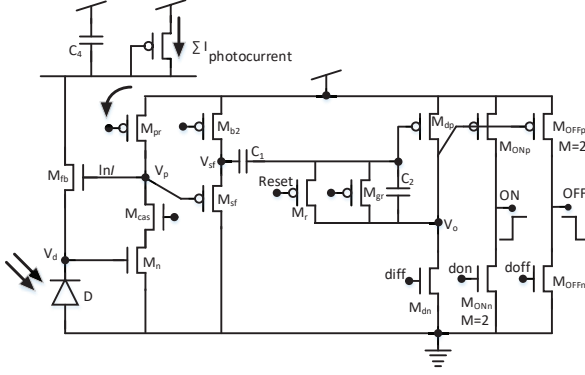 C4
∑ I photocurrent
Mpr
Mb2
Vsf
C1
Mdp
MONp
MOFFp
M=2
Mfb
lnI
Vp
Reset
Mr
Mgr
C2
Msf
ON
OFF
Mcas
Vo
Vd
Mn
diff
don
doff
D
Mdn
MONn
M=2
MOFFn